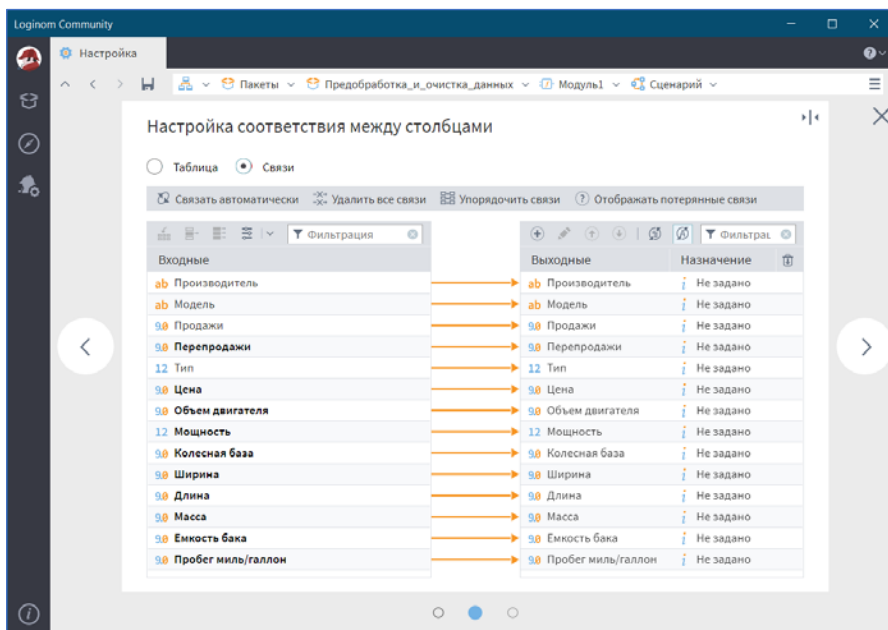 Loginom Community
Настройка
Пакеты Предобработка_и_очистка_данных Модуль1 Сценарий
Настройка соответствия между столбцами
Таблица Связи
Связать автоматически Удалить все связи Упорядочить связи Отображать потерянные связи
Фильтрация Фильтрац
Входные Выходные Назначение
ab Производитель ab Производитель Не задано
ab Модель ab Модель Не задано
9.0 Продажи 9.0 Продажи Не задано
9.0 Перепродажи 9.0 Перепродажи Не задано
12 Тип 12 Тип Не задано
9.0 Цена 9.0 Цена Не задано
9.0 Объем двигателя 9.0 Объем двигателя Не задано
12 Мощность 12 Мощность Не задано
9.0 Колесная база 9.0 Колесная база Не задано
9.0 Ширина 9.0 Ширина Не задано
9.0 Длина 9.0 Длина Не задано
9.0 Масса 9.0 Масса Не задано
9.0 Емкость бака 9.0 Емкость бака Не задано
9.0 Пробег миль/галлон 9.0 Пробег миль/галлон Не задано